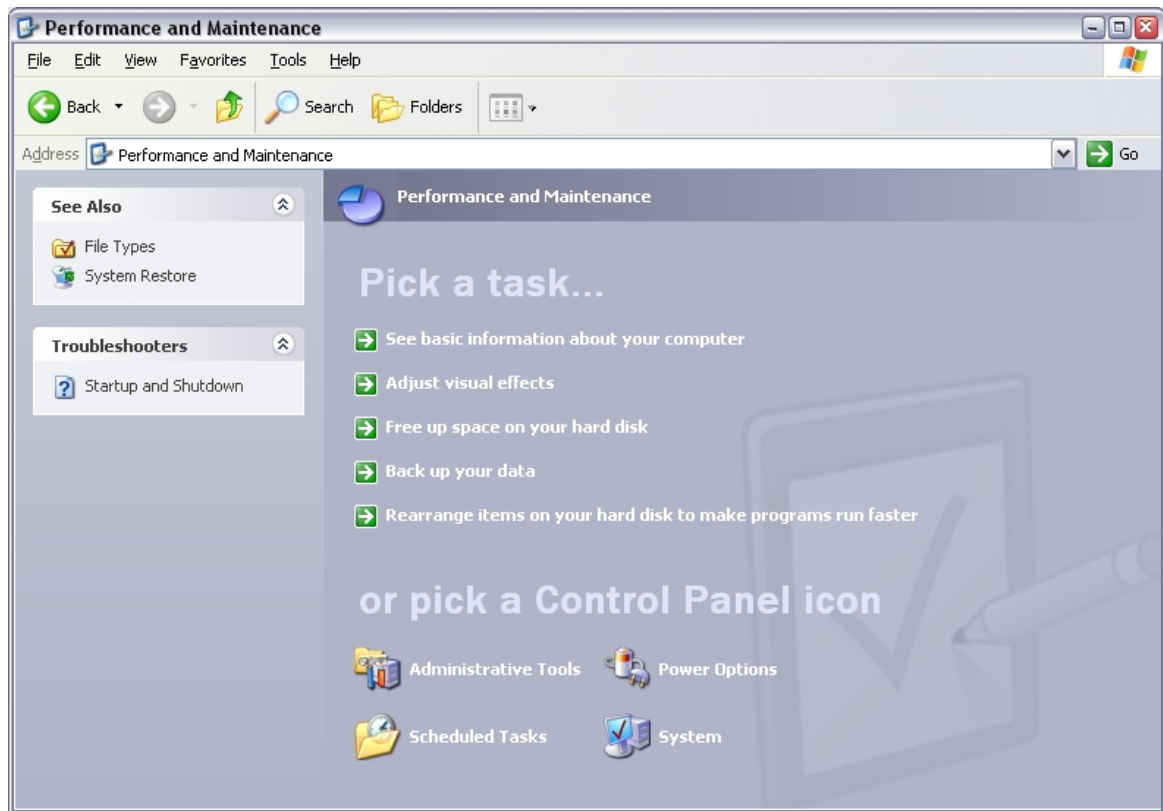 Performance and Maintenance
File Edit View Favorites Tools Help
Back Search Folders
Address Performance and Maintenance Go
See Also
File Types
System Restore
Troubleshooters
Startup and Shutdown
Performance and Maintenance
Pick a task...
See basic information about your computer
Adjust visual effects
Free up space on your hard disk
Back up your data
Rearrange items on your hard disk to make programs run faster
or pick a Control Panel icon
Administrative Tools Power Options
Scheduled Tasks System